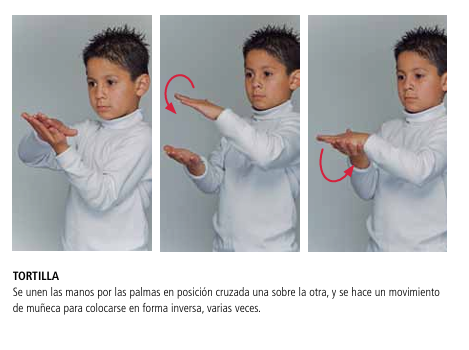 TORTILLA
Se unen las manos por las palmas en posición cruzada una sobre la otra, y se hace un movimiento
de muñeca para colocarse en forma inversa, varias veces.